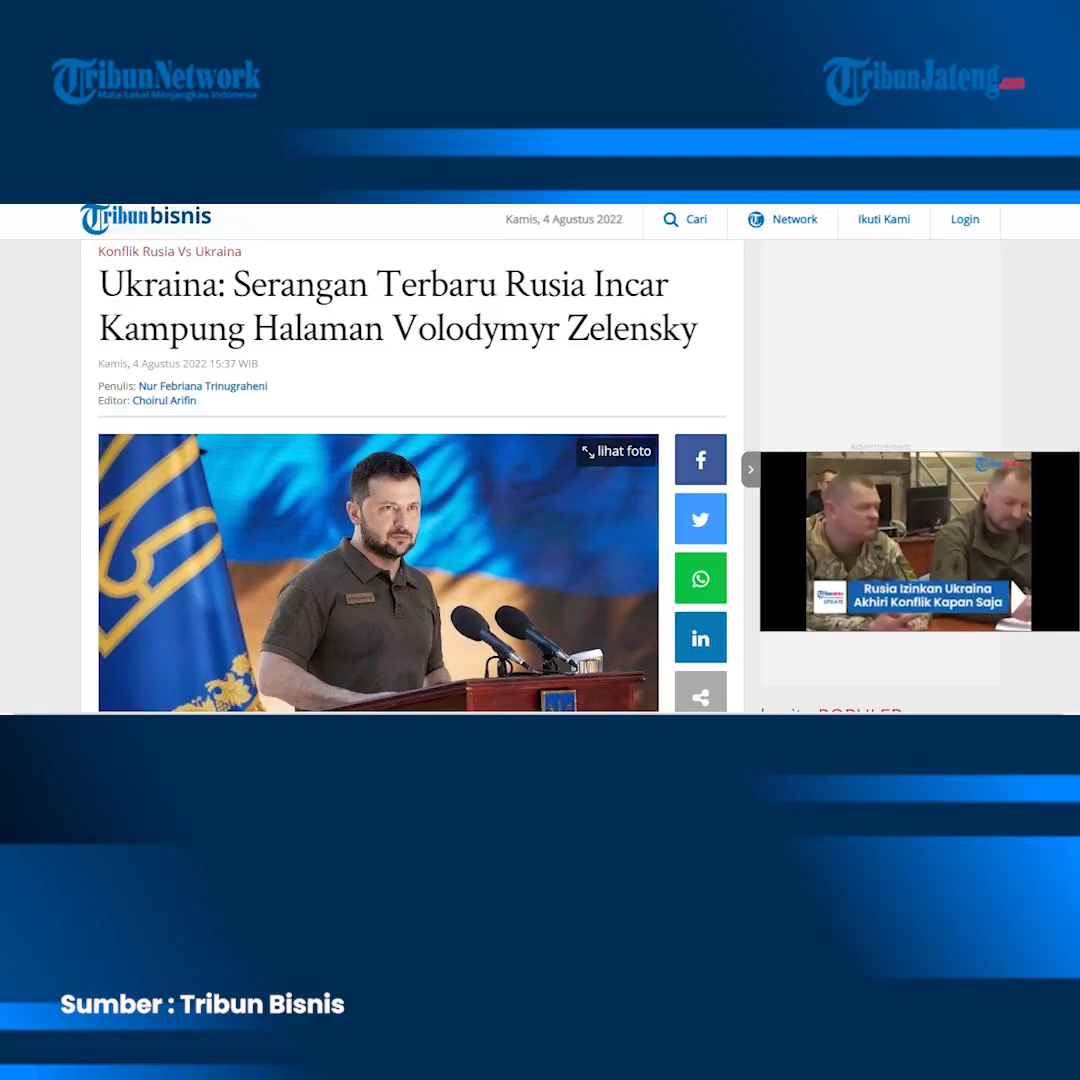 TribunNetwork
Mata Lokal Menjangkau Indonesia
TribunJateng.com
Tribunbisnis
Kamis, 4 Agustus 2022
Cari
Network
Ikuti Kami
Login
Konflik Rusia Vs Ukraina
Ukraina: Serangan Terbaru Rusia Incar
Kampung Halaman Volodymyr Zelensky
Kamis, 4 Agustus 2022 15:37 WIB
Penulis: Nur Febriana Trinugraheni
Editor: Choirul Arifin
lihat foto
Advertisement
UPDATE
Rusia Izinkan Ukraina
Akhiri Konflik Kapan Saja
Sumber : Tribun Bisnis